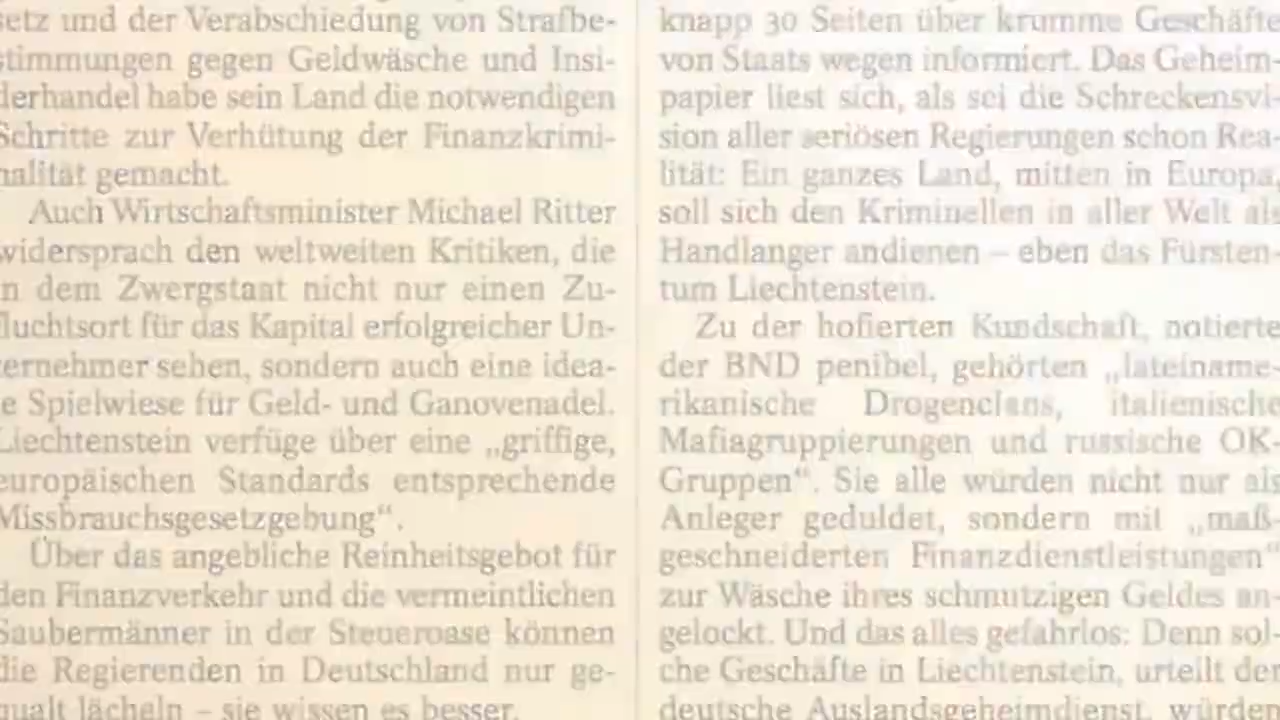 setz und der Verabschiedung von Strafbe-
stimmungen gegen Geldwäsche und Insi-
derhandel habe sein Land die notwendigen
Schritte zur Verhütung der Finanzkrimi-
nalität gemacht.
Auch Wirtschaftsminister Michael Ritter
widersprach den weltweiten Kritiken, die
in dem Zwergstaat nicht nur einen Zu-
fluchtsort für das Kapital erfolgreicher Un-
ternehmer sehen, sondern auch eine idea-
le Spielwiese für Geld- und Ganovenadel.
Liechtenstein verfüge über eine „griffige,
europäischen Standards entsprechende
Missbrauchsgesetzgebung“.
Über das angebliche Reinheitsgebot für
den Finanzverkehr und die vermeintlichen
Saubermänner in der Steueroase können
die Regierenden in Deutschland nur ge-
quält lächeln – sie wissen es besser.
knapp 30 Seiten über krumme Geschäfte
von Staats wegen informiert. Das Geheim-
papier liest sich, als sei die Schreckensvi-
sion aller seriösen Regierungen schon Rea-
lität: Ein ganzes Land, mitten in Europa,
soll sich den Kriminellen in aller Welt als
Handlanger andienen – eben das Fürsten-
tum Liechtenstein.
Zu der hofierten Kundschaft, notierte
der BND penibel, gehörten „lateiname-
rikanische Drogenclans, italienische
Mafiagruppierungen und russische OK-
Gruppen“. Sie alle würden nicht nur als
Anleger geduldet, sondern mit „maß-
geschneiderten Finanzdienstleistungen“
zur Wäsche ihres schmutzigen Geldes an-
gelockt. Und das alles gefahrlos: Denn sol-
che Geschäfte in Liechtenstein, urteilt der
deutsche Auslandsgeheimdienst, würden